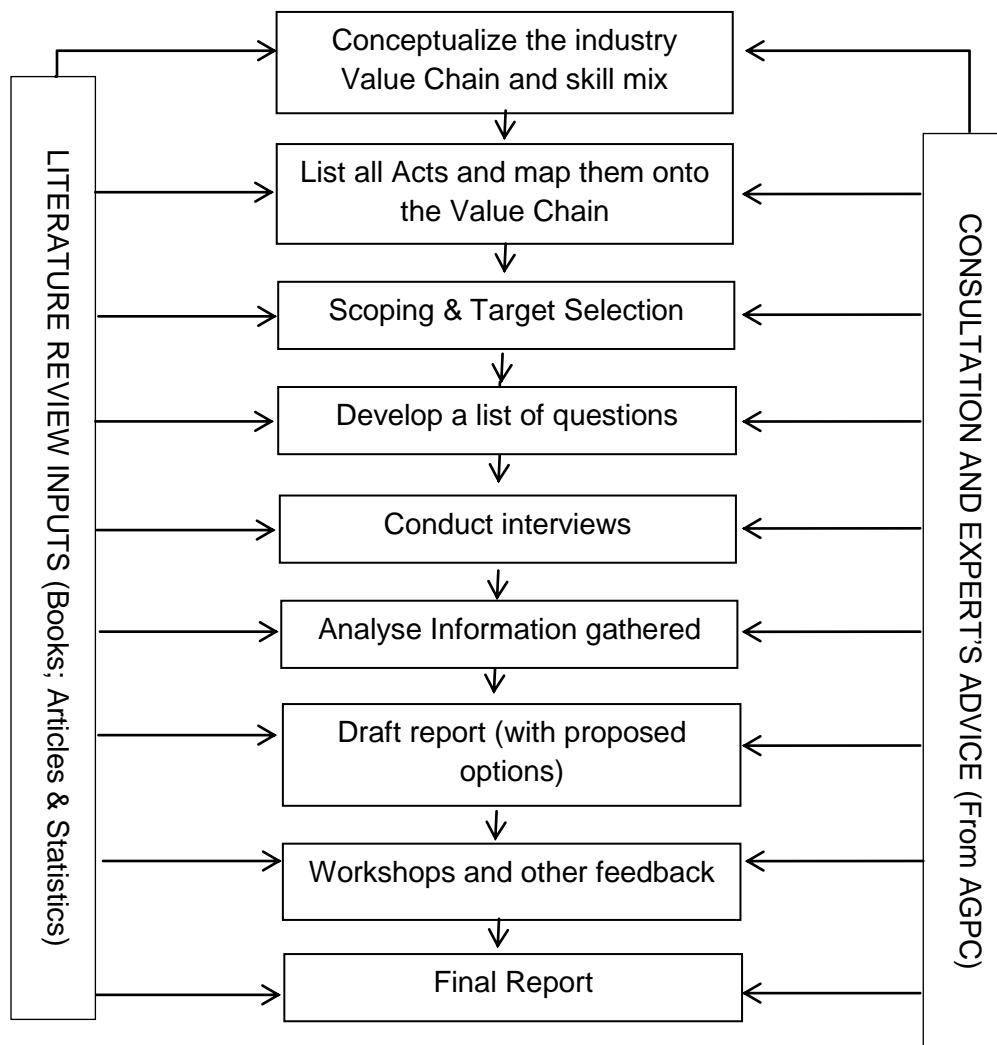 Conceptualize the industry
Value Chain and skill mix
List all Acts and map them onto
the Value Chain
Scoping & Target Selection
Develop a list of questions
Conduct interviews
Analyse Information gathered
Draft report (with proposed
options)
Workshops and other feedback
Final Report
LITERATURE REVIEW INPUTS (Books; Articles & Statistics)
CONSULTATION AND EXPERT'S ADVICE (From AGPC)